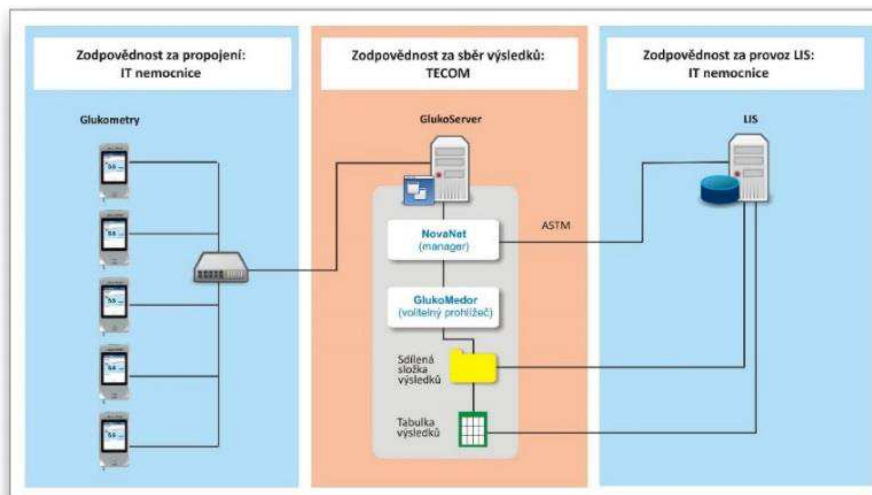 Zodpovědnost za propojení:
IT nemocnice
Glukometry
Zodpovědnost za sběr výsledků:
TECOM
GlukoServer
NovaNet
(manager)
ASTM
GlukoMedor
(volitelný prohlížeč)
Sdílená
složka
výsledků
Tabulka
výsledků
Zodpovědnost za provoz LIS:
IT nemocnice
LIS